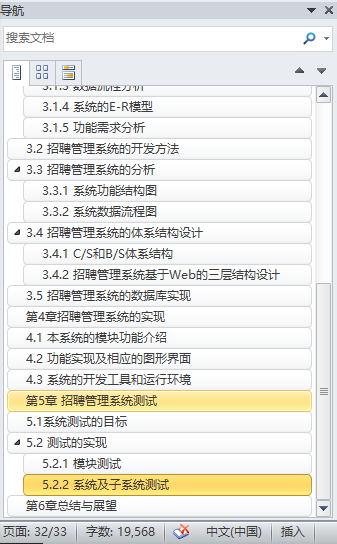 导航
搜索文档
3.1.3 数据流程分析
3.1.4 系统的E-R模型
3.1.5 功能需求分析
3.2 招聘管理系统的开发方法
3.3 招聘管理系统的分析
3.3.1 系统功能结构图
3.3.2 系统数据流程图
3.4 招聘管理系统的体系结构设计
3.4.1 C/S和B/S体系结构
3.4.2 招聘管理系统基于Web的三层结构设计
3.5 招聘管理系统的数据库实现
第4章招聘管理系统的实现
4.1 本系统的模块功能介绍
4.2 功能实现及相应的图形界面
4.3 系统的开发工具和运行环境
第5章 招聘管理系统测试
5.1系统测试的目标
5.2 测试的实现
5.2.1 模块测试
5.2.2 系统及子系统测试
第6章总结与展望
页面: 32/33 字数: 19,568 中文(中国) 插入